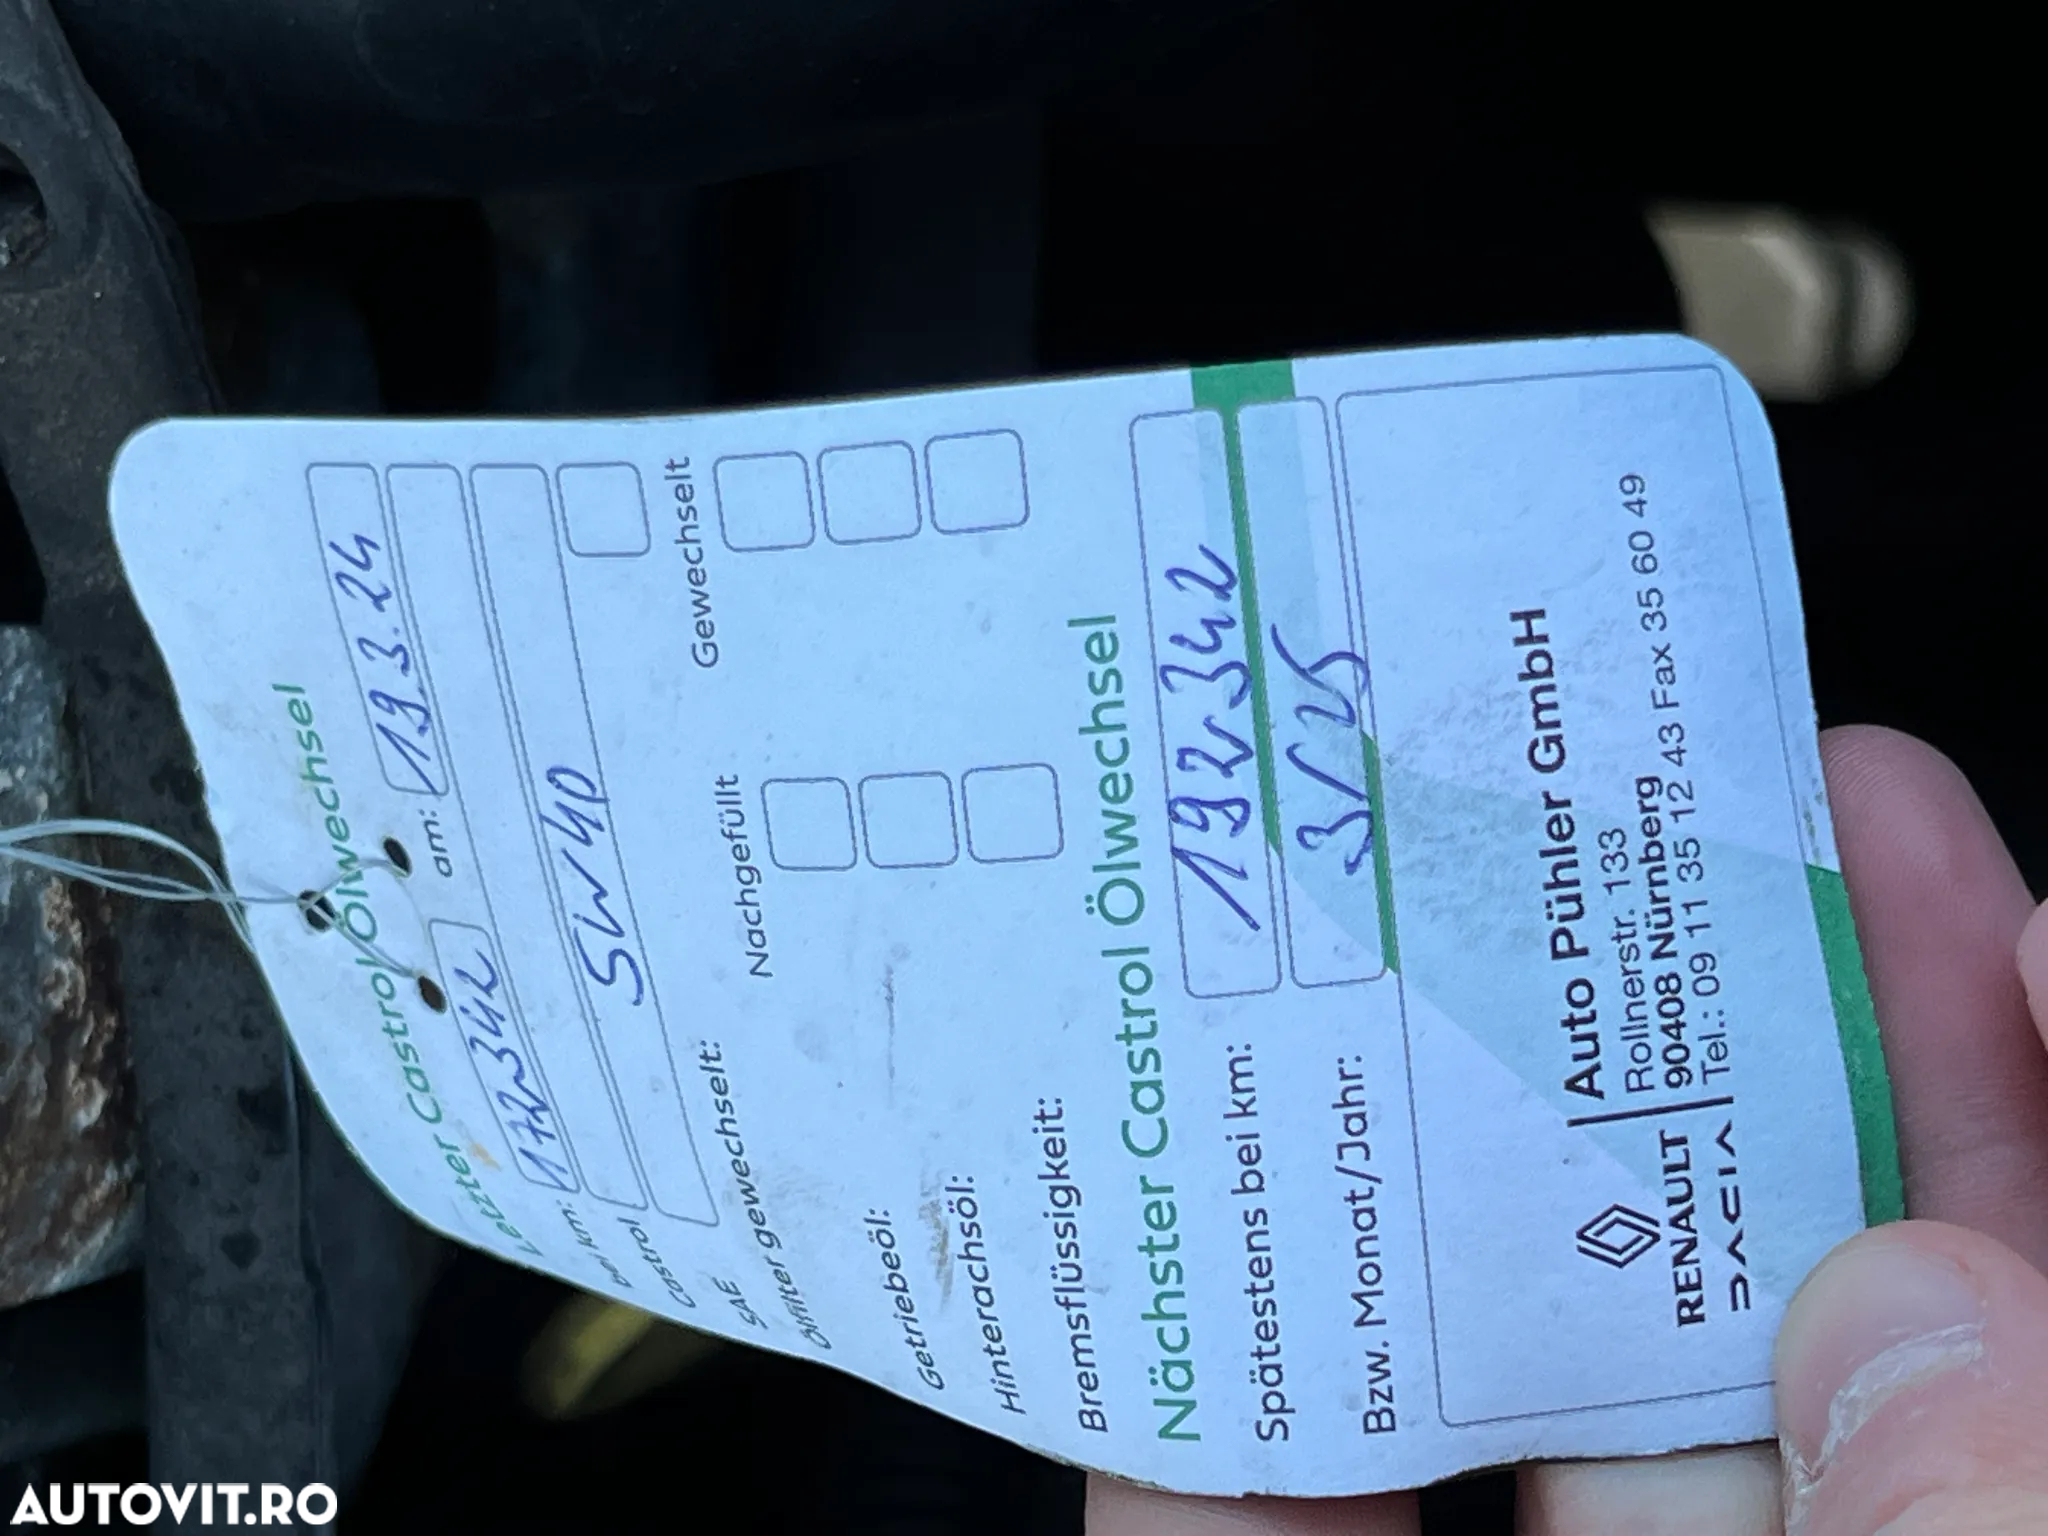 Letzter Castrol Ölwechsel
bei km: 172342 am: 19.3.24
Castrol
SAE 5W40
Ölfilter gewechselt:
Nachgefüllt Gewechselt
Getriebeöl:
Hinterachsöl:
Bremsflüssigkeit:
Nächster Castrol Ölwechsel
Spätestens bei km: 192342
Bzw. Monat/Jahr: 3/25
Auto Pühler GmbH
Rollnerstr. 133
RENAULT 90408 Nürnberg
DACIA Tel.: 09 11 35 12 43 Fax 35 60 49
AUTOVIT.RO